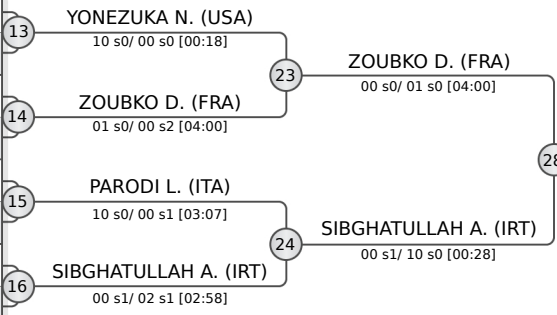 YONEZUKA N. (USA)
13
10 s0/ 00 s0 [00:18]
ZOUBKO D. (FRA)
23
00 s0/ 01 s0 [04:00]
ZOUBKO D. (FRA)
14
01 s0/ 00 s2 [04:00]
28
PARODI L. (ITA)
15
10 s0/ 00 s1 [03:07]
SIBGHATULLAH A. (IRT)
24
00 s1/ 10 s0 [00:28]
SIBGHATULLAH A. (IRT)
16
00 s1/ 02 s1 [02:58]